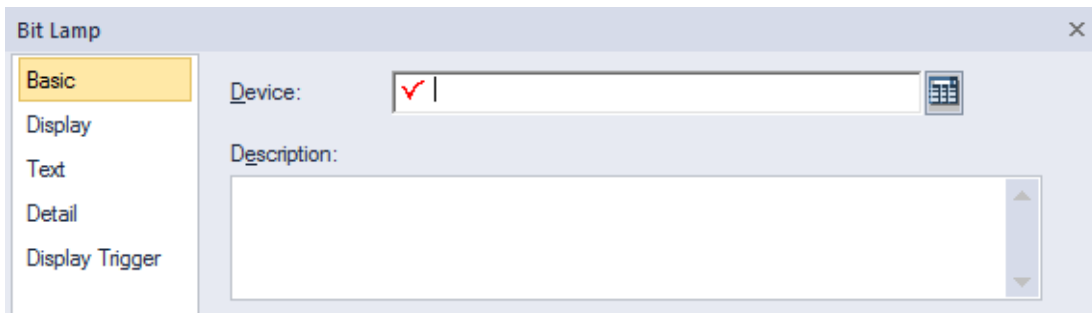 Bit Lamp
Basic
Device:
Display
Description:
Text
Detail
Display Trigger